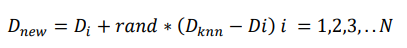 D_new = D_i + rand * (D_knn − Di) i = 1,2,3,..N